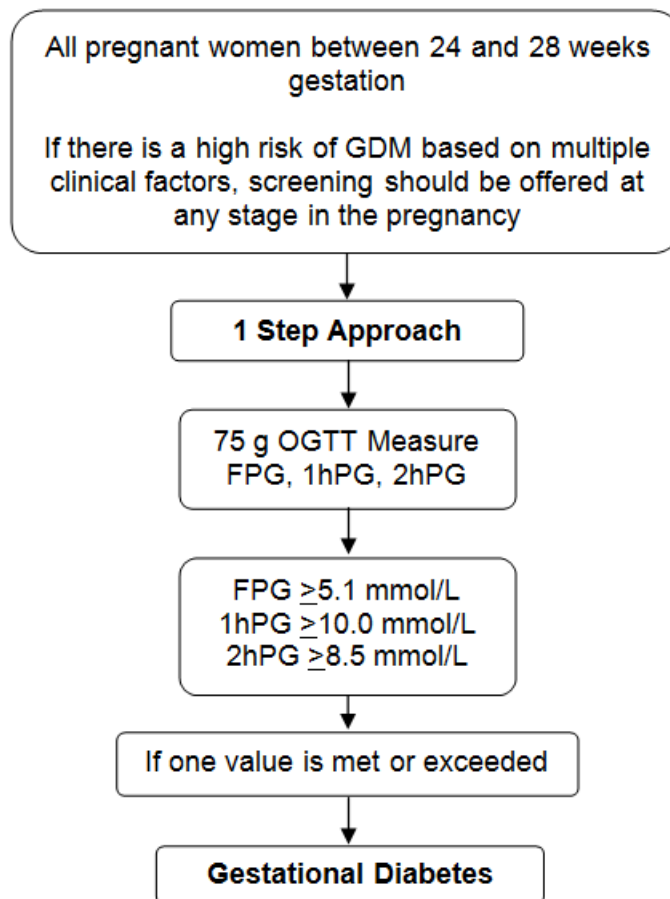 All pregnant women between 24 and 28 weeks
gestation
If there is a high risk of GDM based on multiple
clinical factors, screening should be offered at
any stage in the pregnancy
1 Step Approach
75 g OGTT Measure
FPG, 1hPG, 2hPG
FPG ≥5.1 mmol/L
1hPG ≥10.0 mmol/L
2hPG ≥8.5 mmol/L
If one value is met or exceeded
Gestational Diabetes